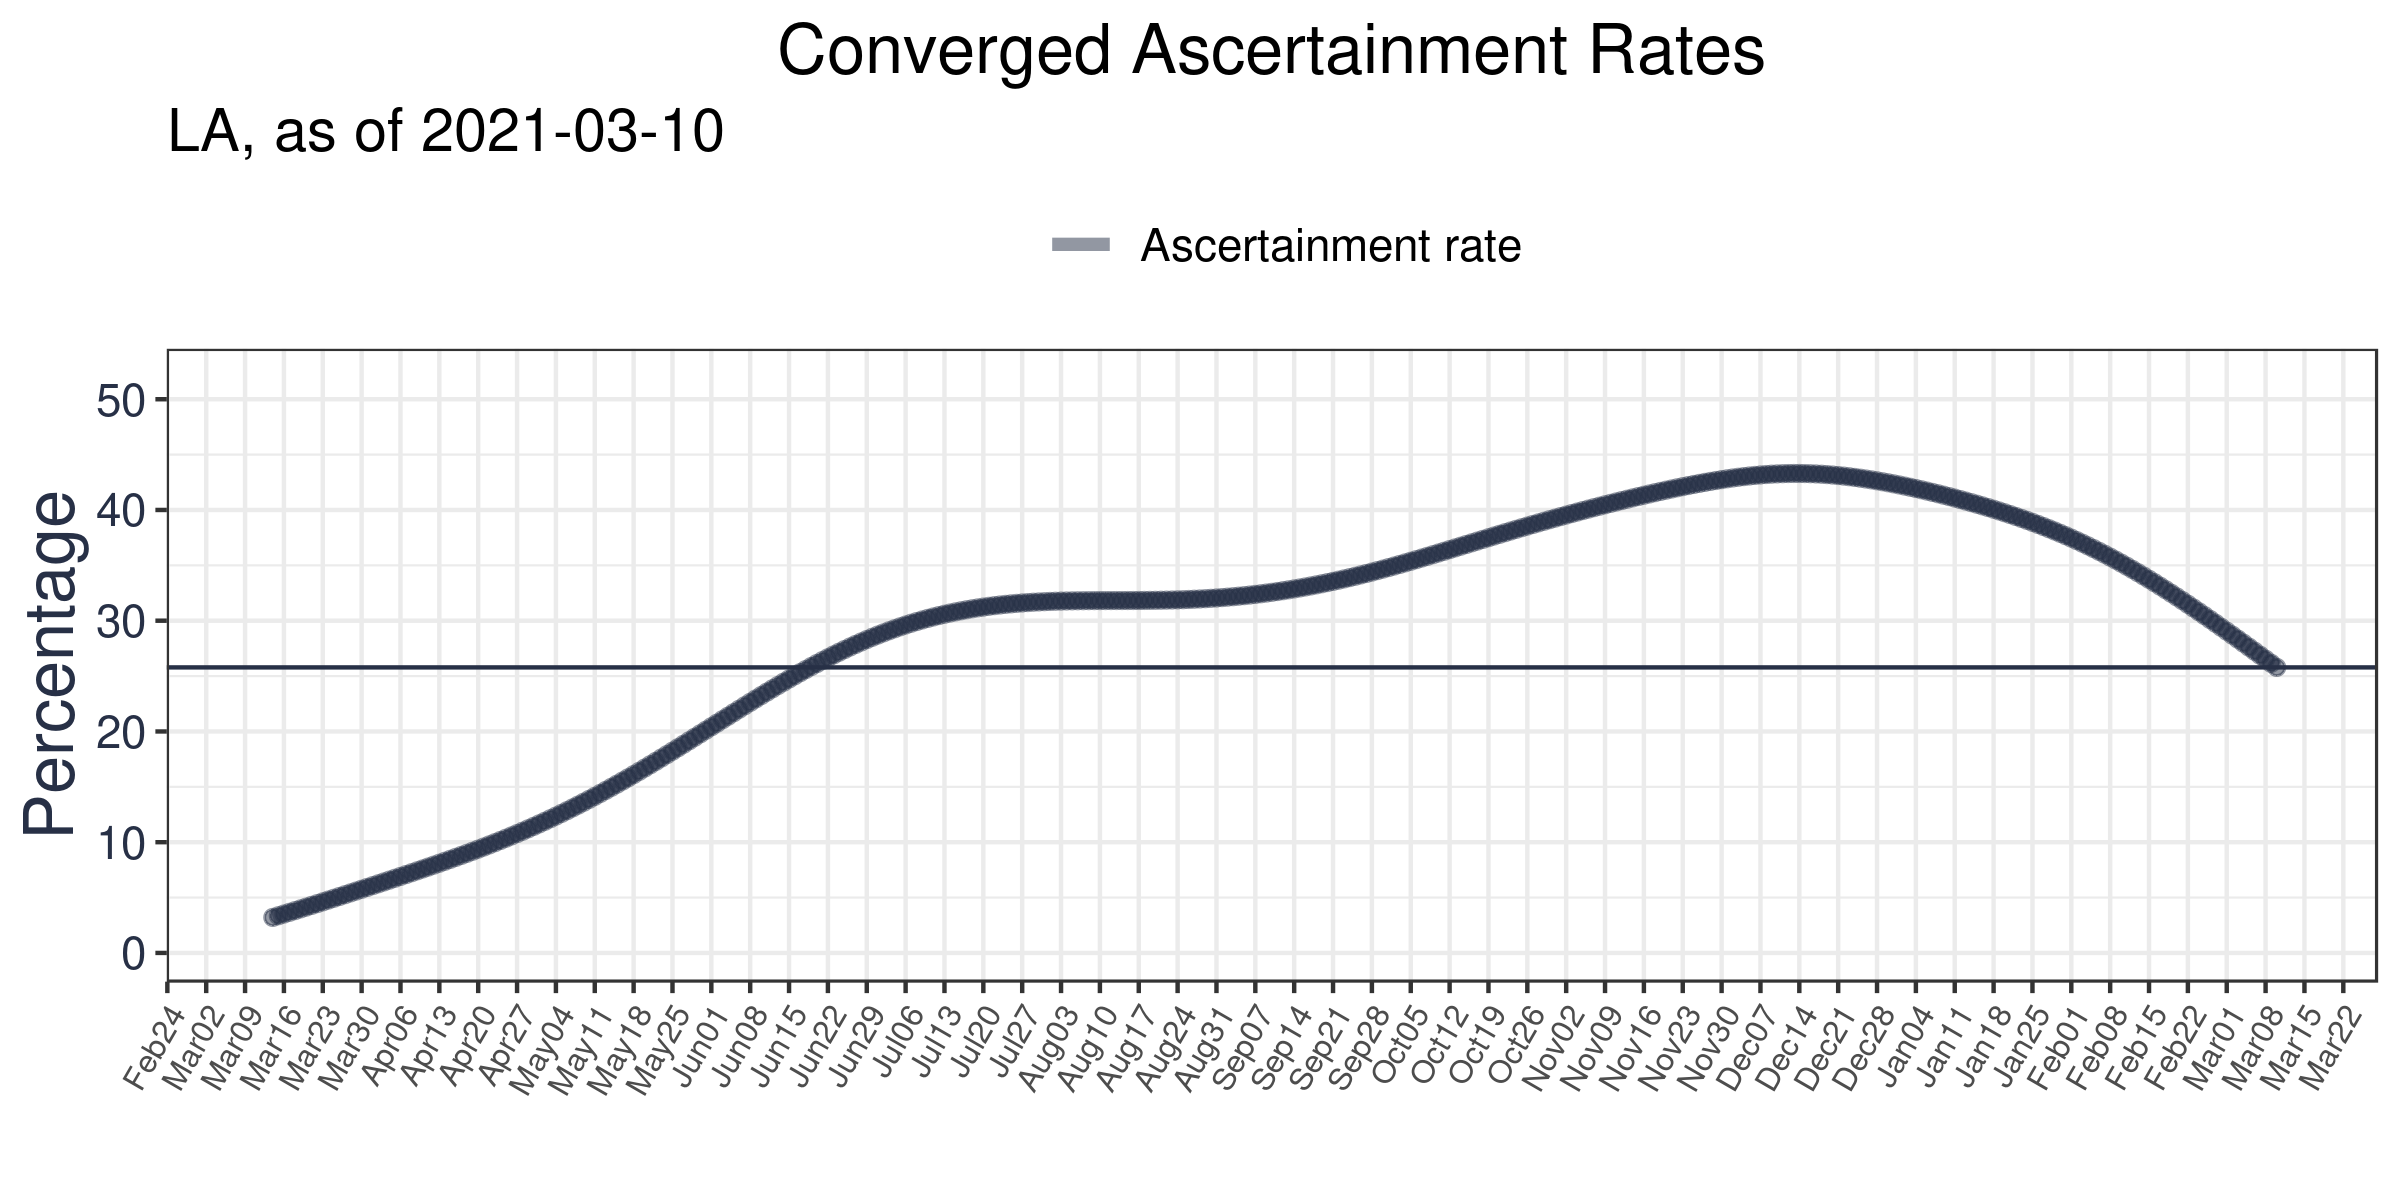 Converged Ascertainment Rates
LA, as of 2021-03-10
Ascertainment rate
Percentage
50
40
30
20
10
0
Feb24
Mar02
Mar09
Mar16
Mar23
Mar30
Apr06
Apr13
Apr20
Apr27
May04
May11
May18
May25
Jun01
Jun08
Jun15
Jun22
Jun29
Jul06
Jul13
Jul20
Jul27
Aug03
Aug10
Aug17
Aug24
Aug31
Sep07
Sep14
Sep21
Sep28
Oct05
Oct12
Oct19
Oct26
Nov02
Nov09
Nov16
Nov23
Nov30
Dec07
Dec14
Dec21
Dec28
Jan04
Jan11
Jan18
Jan25
Feb01
Feb08
Feb15
Feb22
Mar01
Mar08
Mar15
Mar22